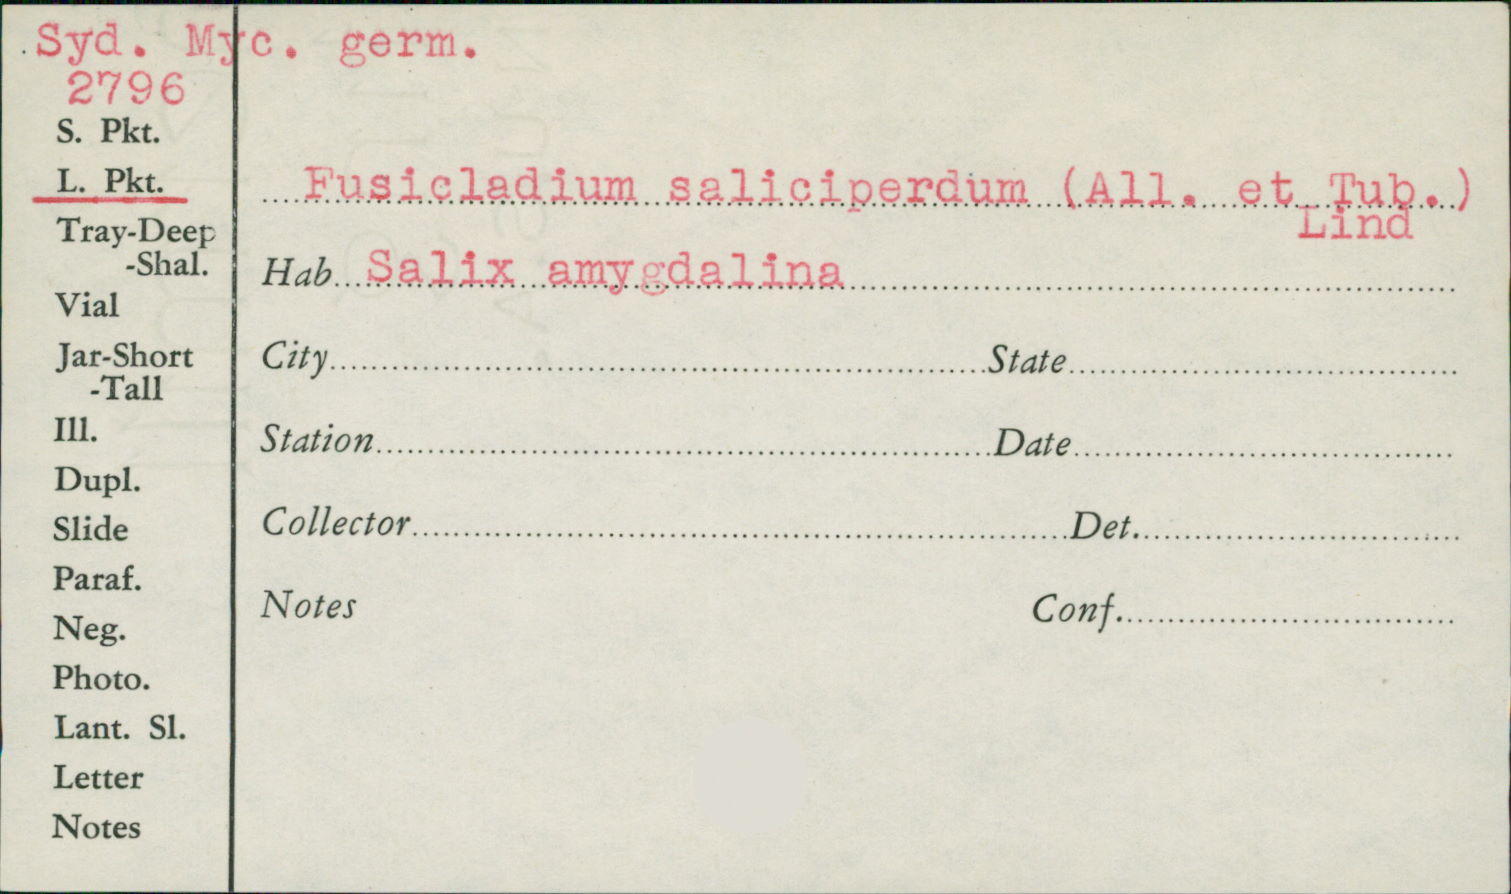 Syd. Myc. germ.
2796
S. Pkt.
L. Pkt.
Tray-Deep
-Shal.
Vial
Jar-Short
-Tall
Ill.
Dupl.
Slide
Paraf.
Neg.
Photo.
Lant. Sl.
Letter
Notes
Fusicladium saliciperdum (All. et Tub.)
Lind
Hab. Salix amygdalina
City State
Station Date
Collector Det.
Notes Conf.